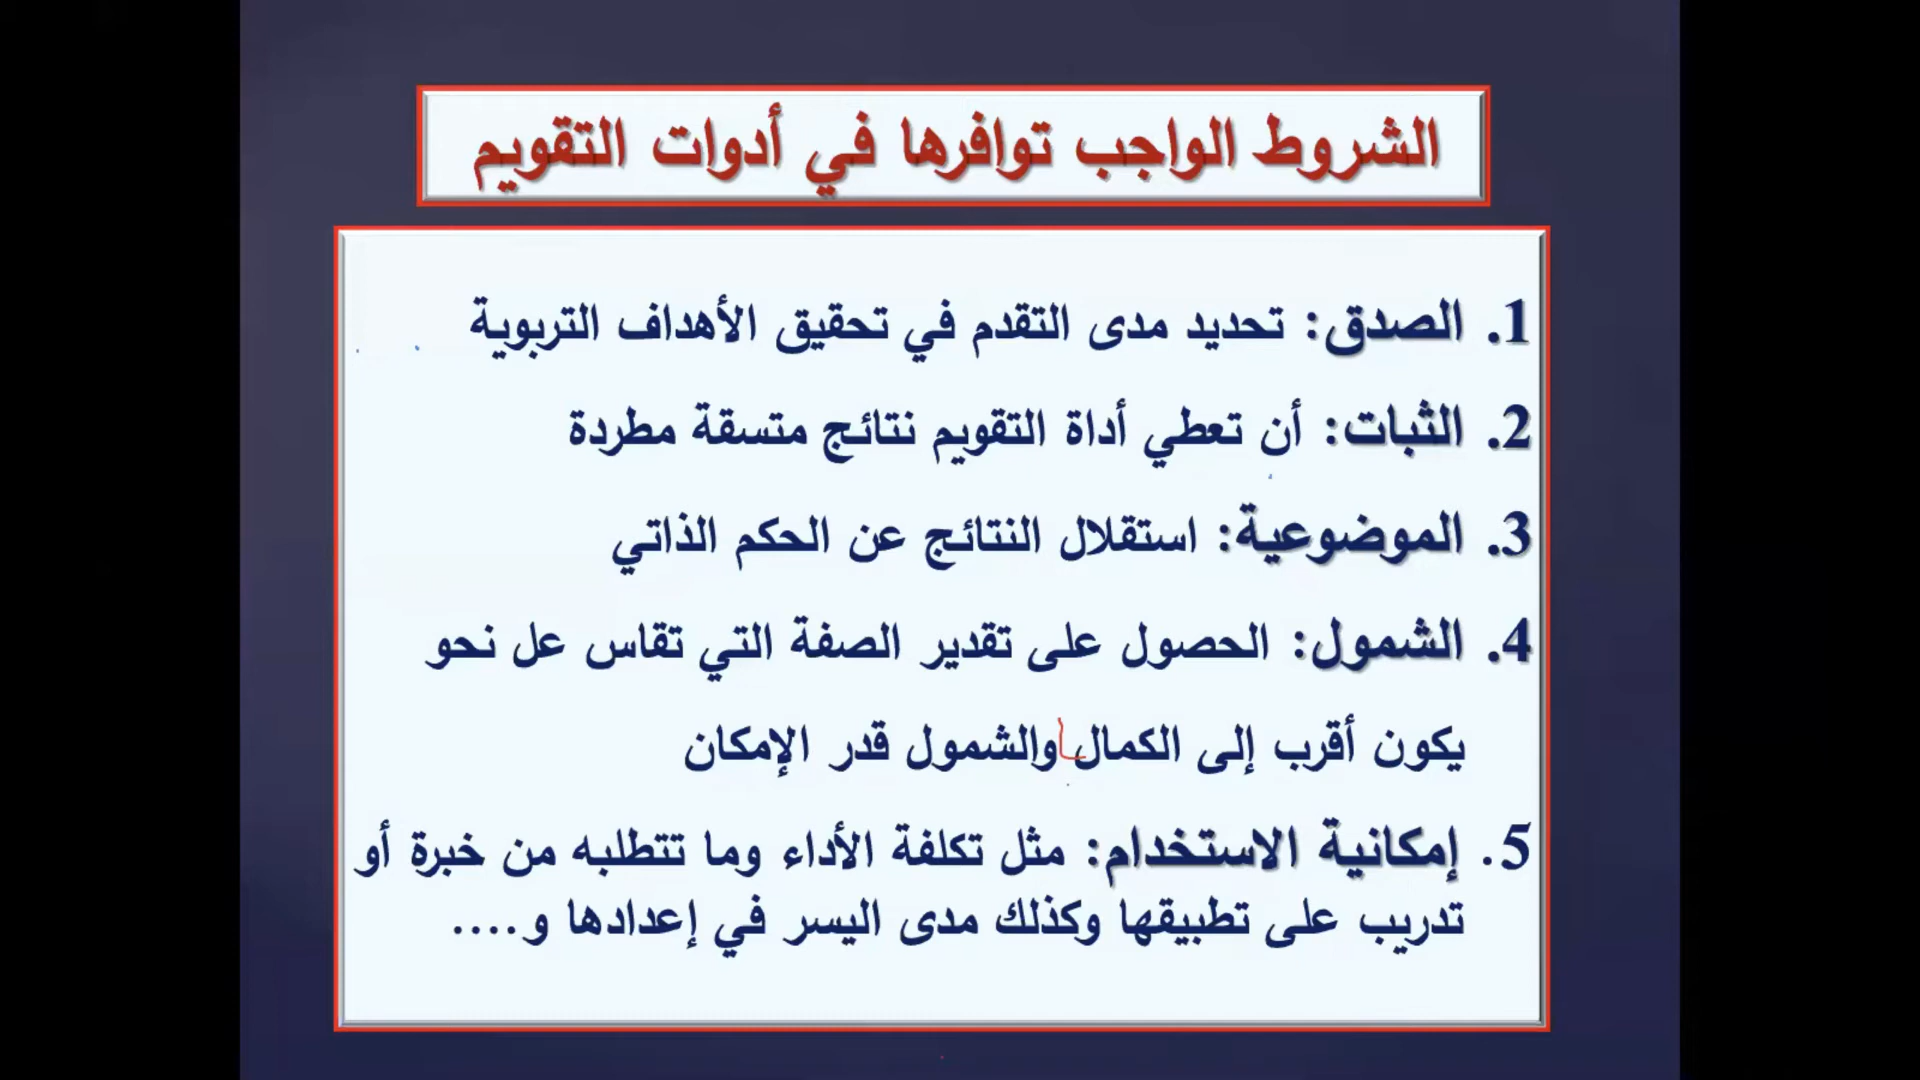 الشروط الواجب توافرها في أدوات التقويم
1. الصدق: تحديد مدى التقدم في تحقيق الأهداف التربوية
2. الثبات: أن تعطي أداة التقويم نتائج متسقة مطردة
3. الموضوعية: استقلال النتائج عن الحكم الذاتي
4. الشمول: الحصول على تقدير الصفة التي تقاس عل نحو
يكون أقرب إلى الكمال والشمول قدر الإمكان
5. إمكانية الاستخدام: مثل تكلفة الأداء وما تتطلبه من خبرة أو
تدريب على تطبيقها وكذلك مدى اليسر في إعدادها و....